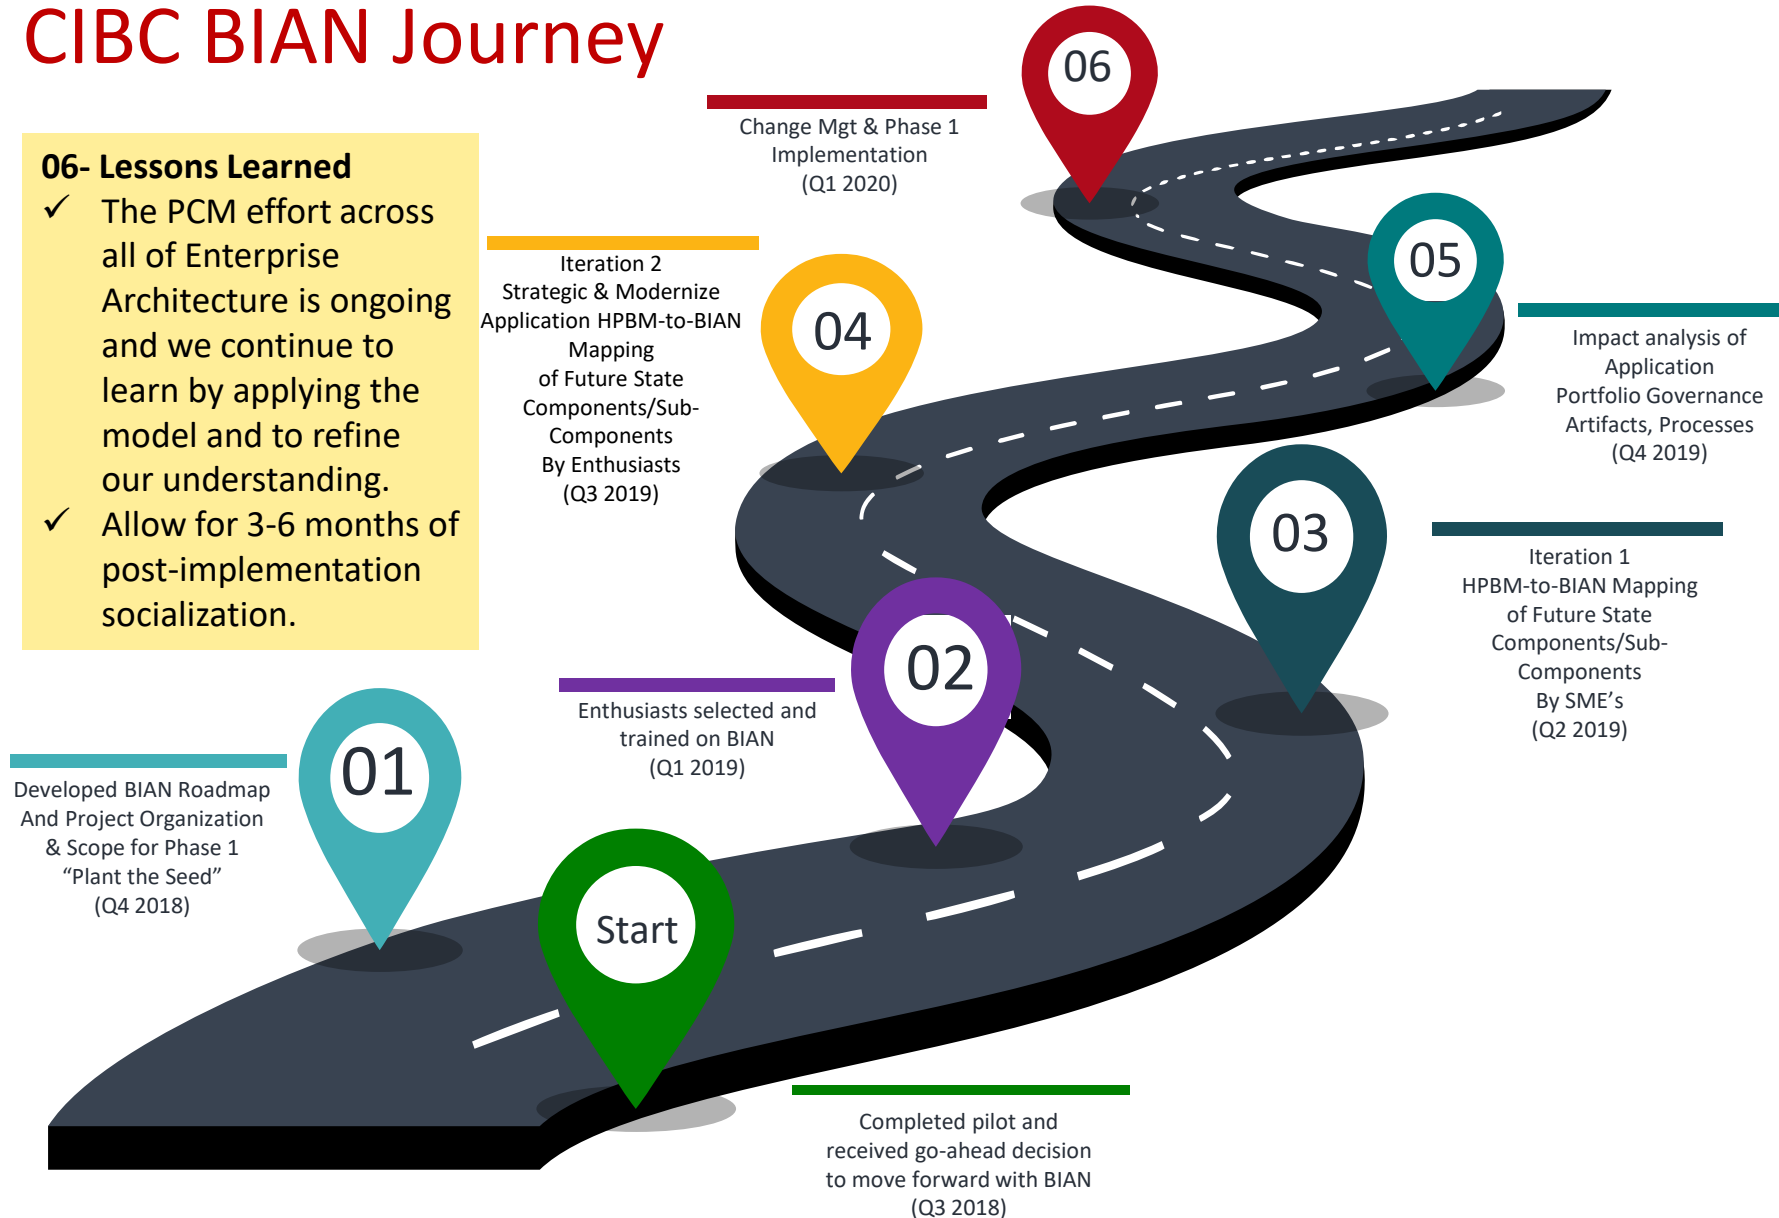 CIBC BIAN Journey
06- Lessons Learned
✓ The PCM effort across
all of Enterprise
Architecture is ongoing
and we continue to
learn by applying the
model and to refine
our understanding.
✓ Allow for 3-6 months of
post-implementation
socialization.
06
Change Mgt & Phase 1
Implementation
(Q1 2020)
05
Impact analysis of
Application
Portfolio Governance
Artifacts, Processes
(Q4 2019)
04
Iteration 2
Strategic & Modernize
Application HPBM-to-BIAN
Mapping
of Future State
Components/Sub-
Components
By Enthusiasts
(Q3 2019)
03
Iteration 1
HPBM-to-BIAN Mapping
of Future State
Components/Sub-
Components
By SME’s
(Q2 2019)
02
Enthusiasts selected and
trained on BIAN
(Q1 2019)
01
Developed BIAN Roadmap
And Project Organization
& Scope for Phase 1
“Plant the Seed”
(Q4 2018)
Start
Completed pilot and
received go-ahead decision
to move forward with BIAN
(Q3 2018)